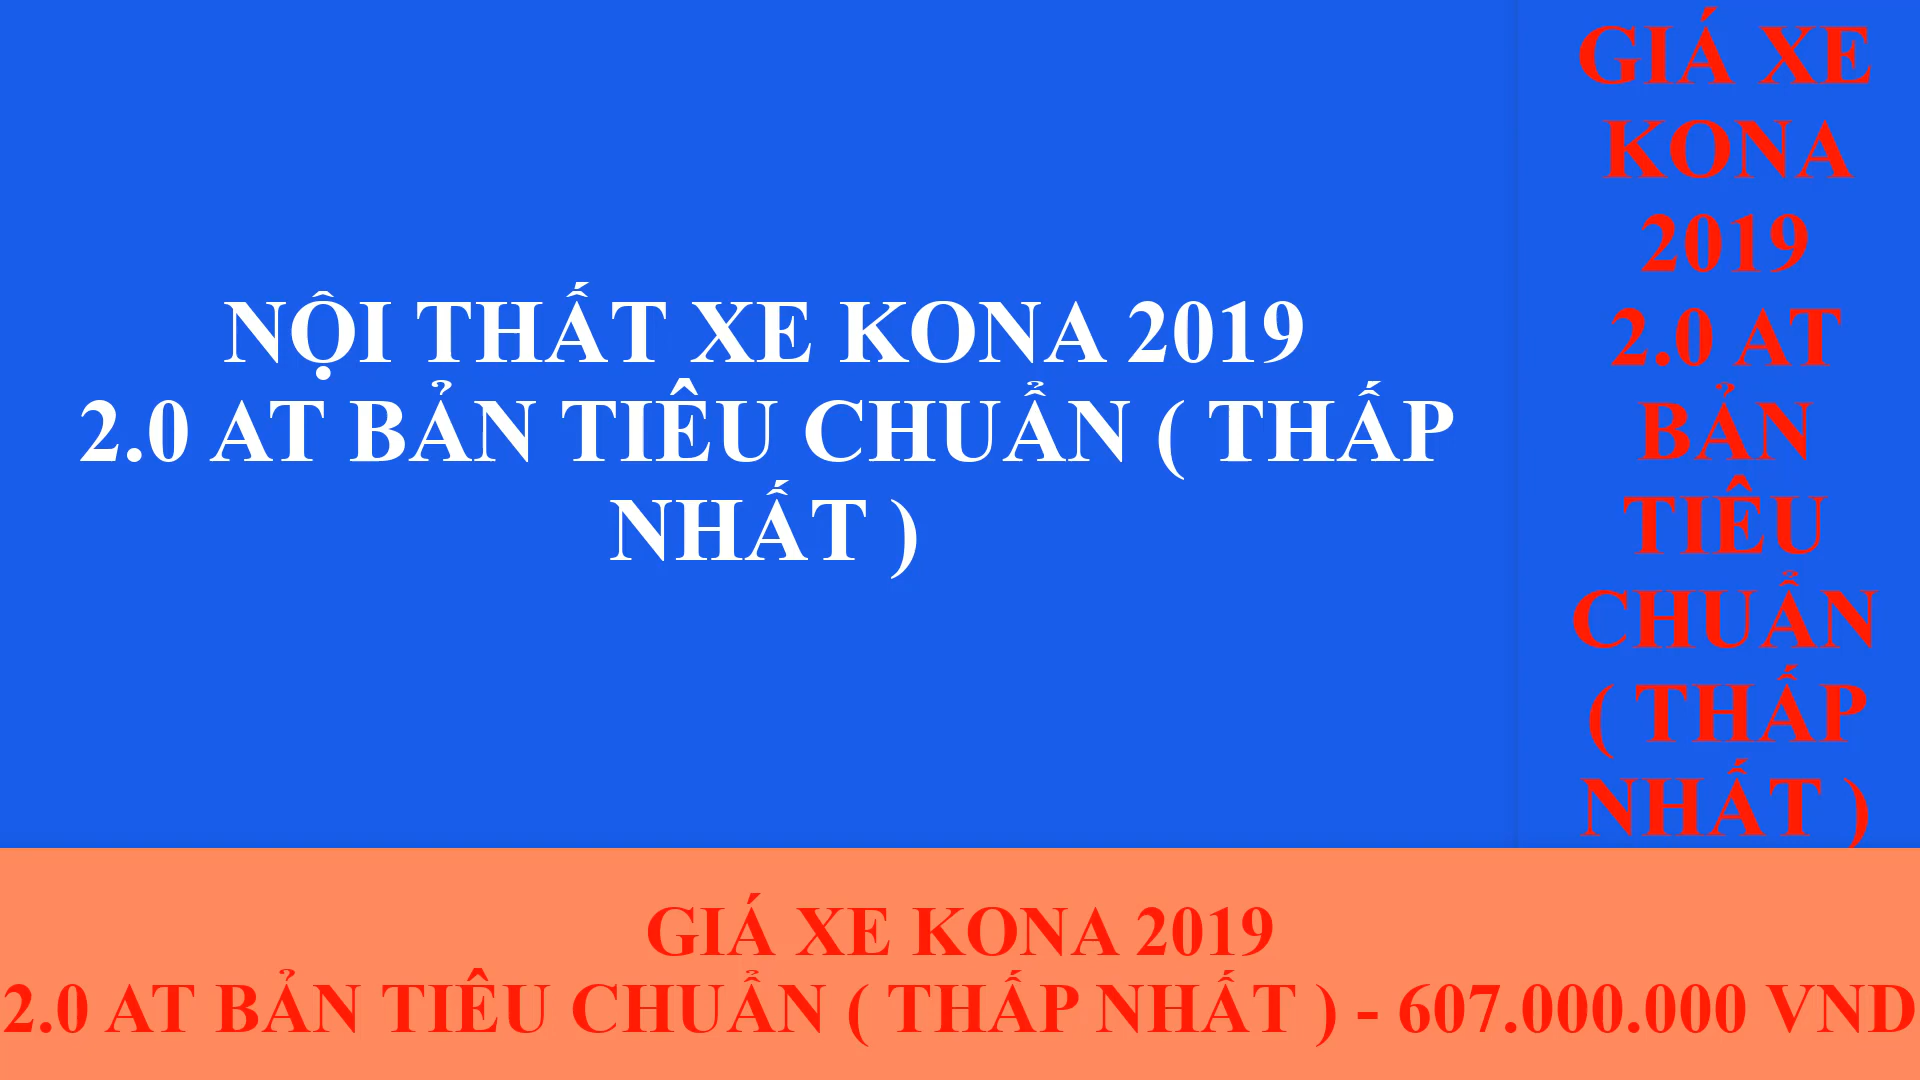 NỘI THẤT XE KONA 2019
2.0 AT BẢN TIÊU CHUẨN ( THẤP
NHẤT )
GIÁ XE
KONA
2019
2.0 AT
BẢN
TIÊU
CHUẨN
( THẤP
NHẤT )
GIÁ XE KONA 2019
2.0 AT BẢN TIÊU CHUẨN ( THẤP NHẤT ) - 607.000.000 VND